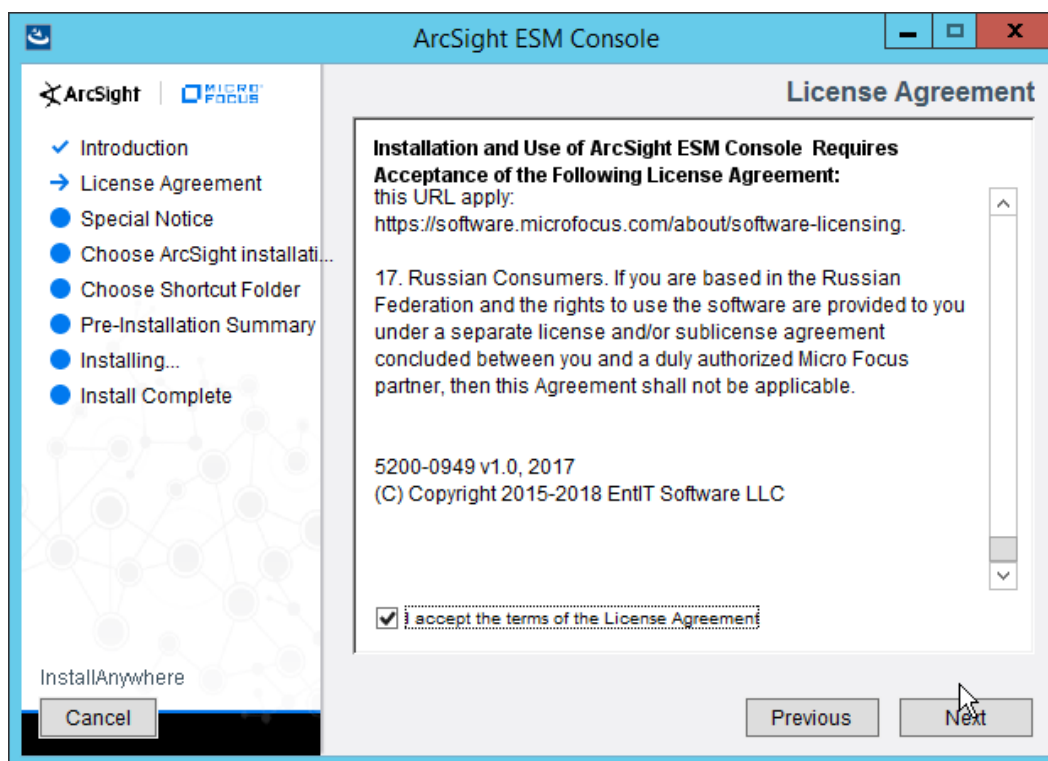 ArcSight ESM Console
ArcSight | MICRO FOCUS
License Agreement
Introduction
License Agreement
Special Notice
Choose ArcSight installati...
Choose Shortcut Folder
Pre-Installation Summary
Installing...
Install Complete
Installation and Use of ArcSight ESM Console Requires
Acceptance of the Following License Agreement:
this URL apply:
https://software.microfocus.com/about/software-licensing.
17. Russian Consumers. If you are based in the Russian
Federation and the rights to use the software are provided to you
under a separate license and/or sublicense agreement
concluded between you and a duly authorized Micro Focus
partner, then this Agreement shall not be applicable.
5200-0949 v1.0, 2017
(C) Copyright 2015-2018 EntIT Software LLC
I accept the terms of the License Agreement
InstallAnywhere
Cancel
Previous
Next